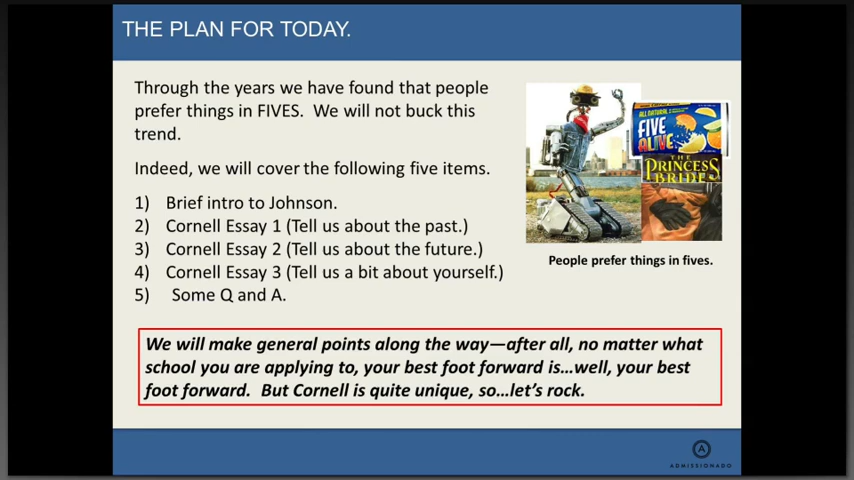 THE PLAN FOR TODAY.
Through the years we have found that people
prefer things in FIVES. We will not buck this
trend.
Indeed, we will cover the following five items.
1) Brief intro to Johnson.
2) Cornell Essay 1 (Tell us about the past.)
3) Cornell Essay 2 (Tell us about the future.)
4) Cornell Essay 3 (Tell us a bit about yourself.)
5) Some Q and A.
ALL NATURAL
FIVE
ALIVE
THE
PRINCESS
BRIDE
People prefer things in fives.
We will make general points along the way—after all, no matter what
school you are applying to, your best foot forward is…well, your best
foot forward. But Cornell is quite unique, so…let's rock.
A
ADMISSIONADO